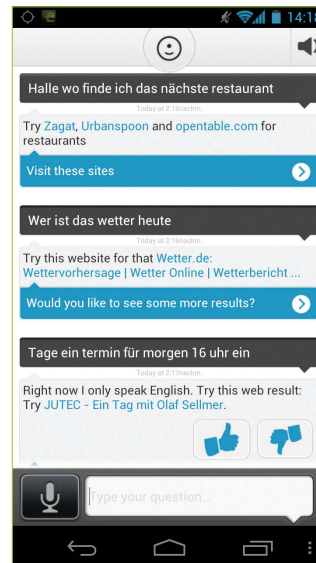 14:18
Halle wo finde ich das nächste restaurant
Today at 2:16nachm.
Try Zagat, Urbanspoon and opentable.com for
restaurants
Visit these sites
Wer ist das wetter heute
Today at 2:16nachm.
Try this website for that Wetter.de:
Wettervorhersage | Wetter Online | Wetterbericht ...
Would you like to see some more results?
Tage ein termin für morgen 16 uhr ein
Today at 2:17nachm.
Right now I only speak English. Try this web result:
Try JUTEC - Ein Tag mit Olaf Sellmer.
Type your question...